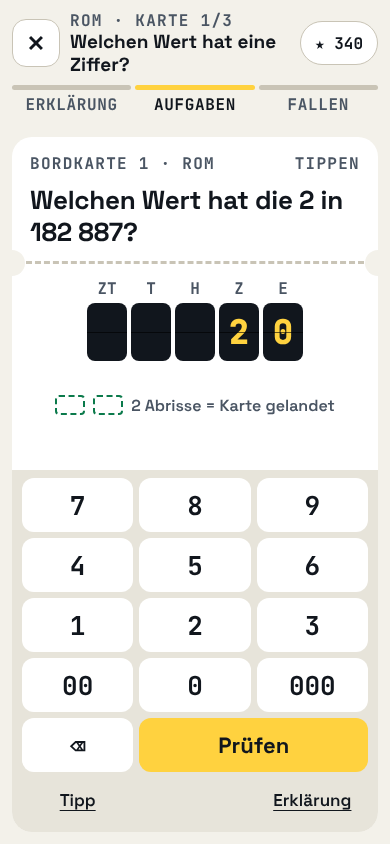 ROM · KARTE 1/3
✕
Welchen Wert hat eine
Ziffer?
★ 340
ERKLÄRUNG AUFGABEN FALLEN
BORDKARTE 1 · ROM TIPPEN
Welchen Wert hat die 2 in
182 887?
ZT T H Z E
2 0
2 Abrisse = Karte gelandet
7 8 9
4 5 6
1 2 3
00 0 000
⌫ Prüfen
Tipp Erklärung